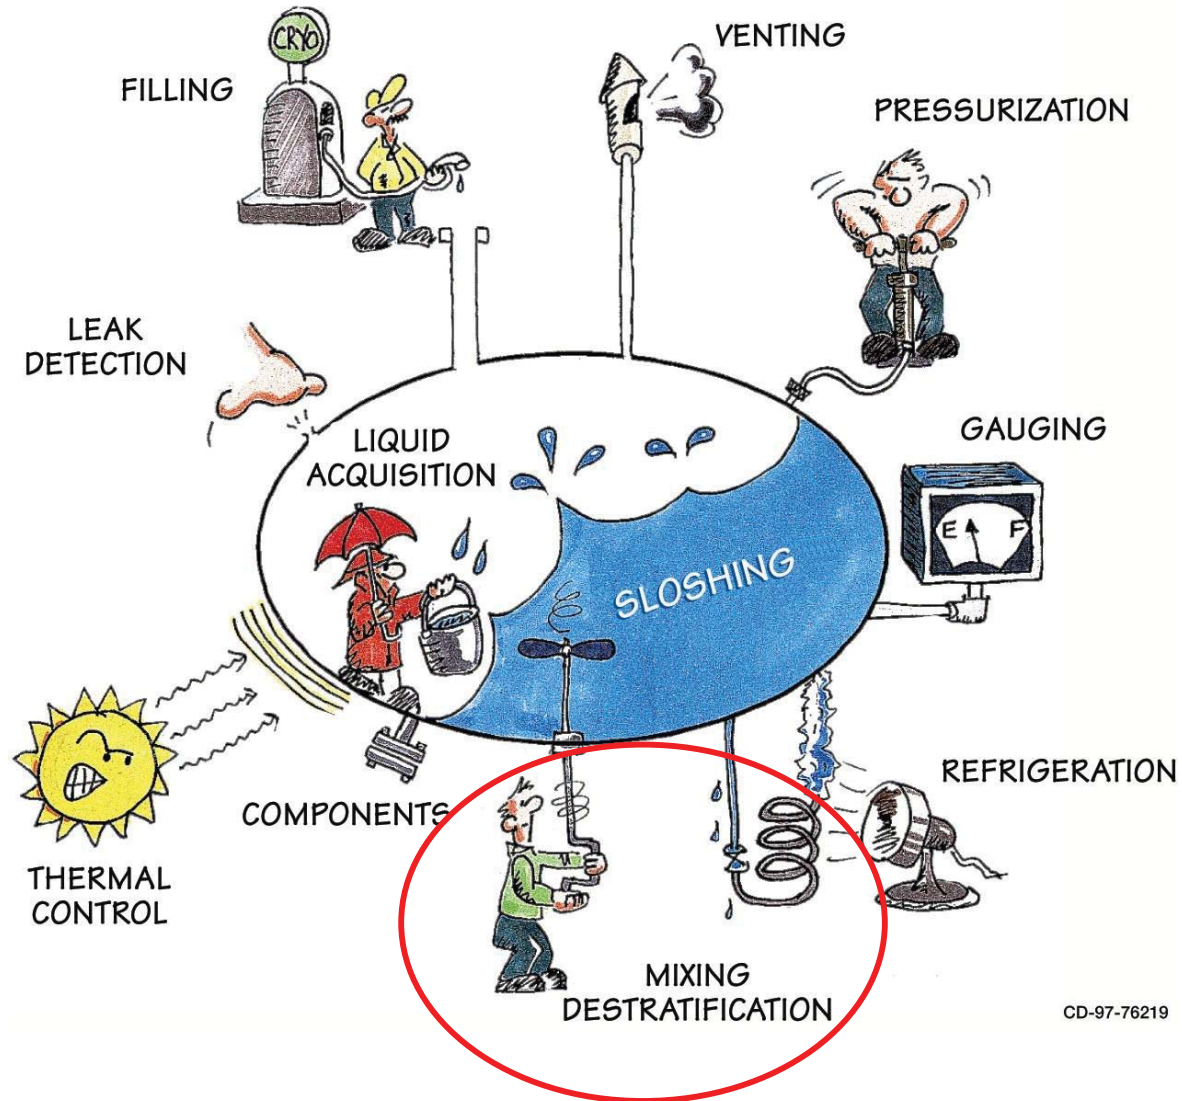 CRYO
FILLING
VENTING
PRESSURIZATION
LEAK
DETECTION
LIQUID
ACQUISITION
GAUGING
E F
SLOSHING
REFRIGERATION
COMPONENTS
THERMAL
CONTROL
MIXING
DESTRATIFICATION
CD-97-76219